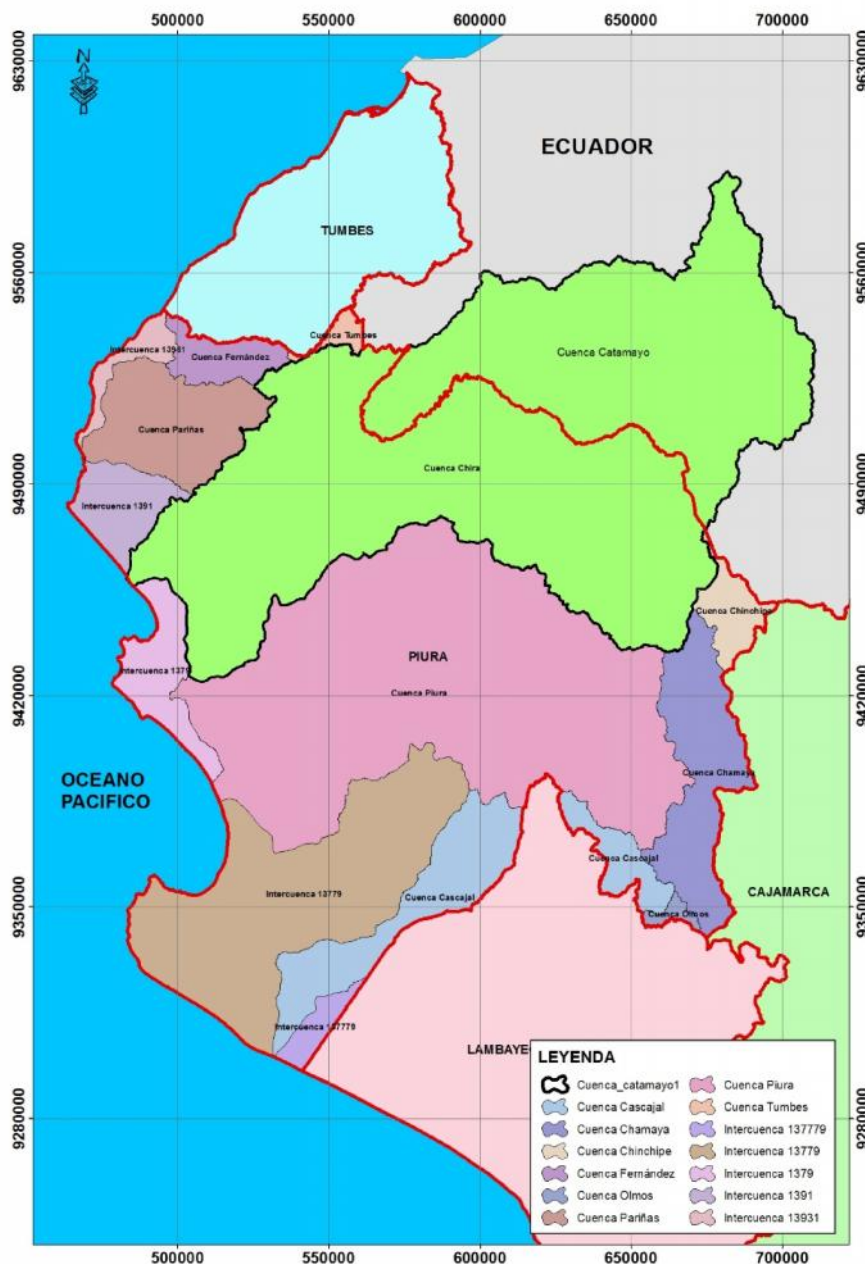 500000 550000 600000 650000 700000
9630000 9630000
N
ECUADOR
TUMBES
9560000 9560000
Cuenca Tumbes
Intercuenca 13931
Cuenca Fernández
Cuenca Catamayo
Cuenca Pariñas
Cuenca Chira
9490000 9490000
Intercuenca 1391
Cuenca Chinchipe
PIURA
Intercuenca 1379
Cuenca Piura
9420000 9420000
OCEANO
PACIFICO
Cuenca Chamaya
Cuenca Cascajal
Intercuenca 13779
Cuenca Cascajal
CAJAMARCA
9350000 9350000
Cuenca Olmos
Intercuenca 137779
LAMBAYE
LEYENDA
Cuenca_catamayo1
Cuenca Cascajal
Cuenca Chamaya
Cuenca Chinchipe
Cuenca Fernández
Cuenca Olmos
Cuenca Pariñas
Cuenca Piura
Cuenca Tumbes
Intercuenca 137779
Intercuenca 13779
Intercuenca 1379
Intercuenca 1391
Intercuenca 13931
9280000 9280000
500000 550000 600000 650000 700000